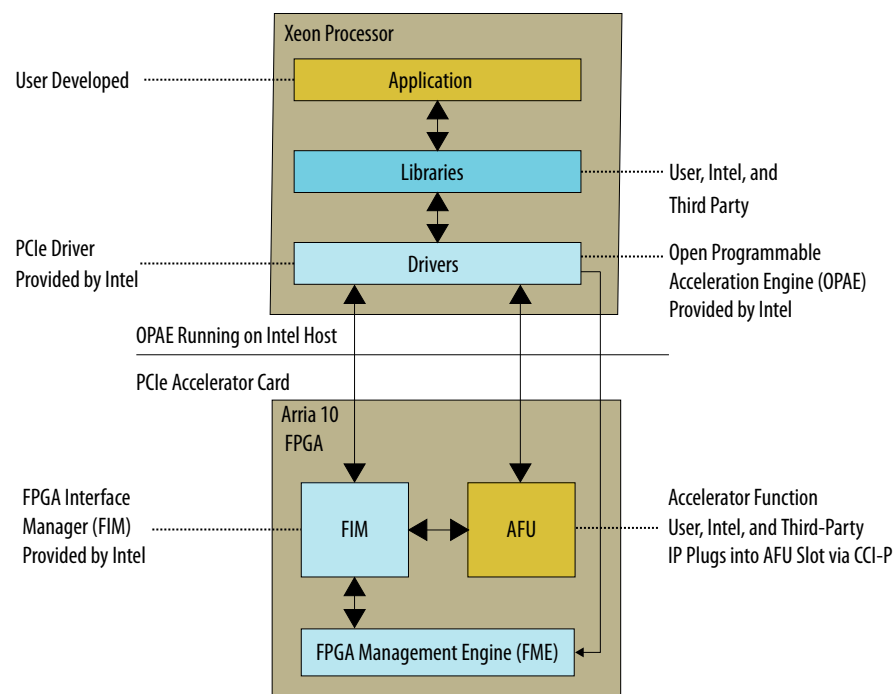 Xeon Processor
User Developed
Application
Libraries
User, Intel, and
Third Party
PCIe Driver
Provided by Intel
Drivers
Open Programmable
Acceleration Engine (OPAE)
Provided by Intel
OPAE Running on Intel Host
PCIe Accelerator Card
Arria 10
FPGA
FPGA Interface
Manager (FIM)
Provided by Intel
FIM
AFU
Accelerator Function
User, Intel, and Third-Party
IP Plugs into AFU Slot via CCI-P
FPGA Management Engine (FME)